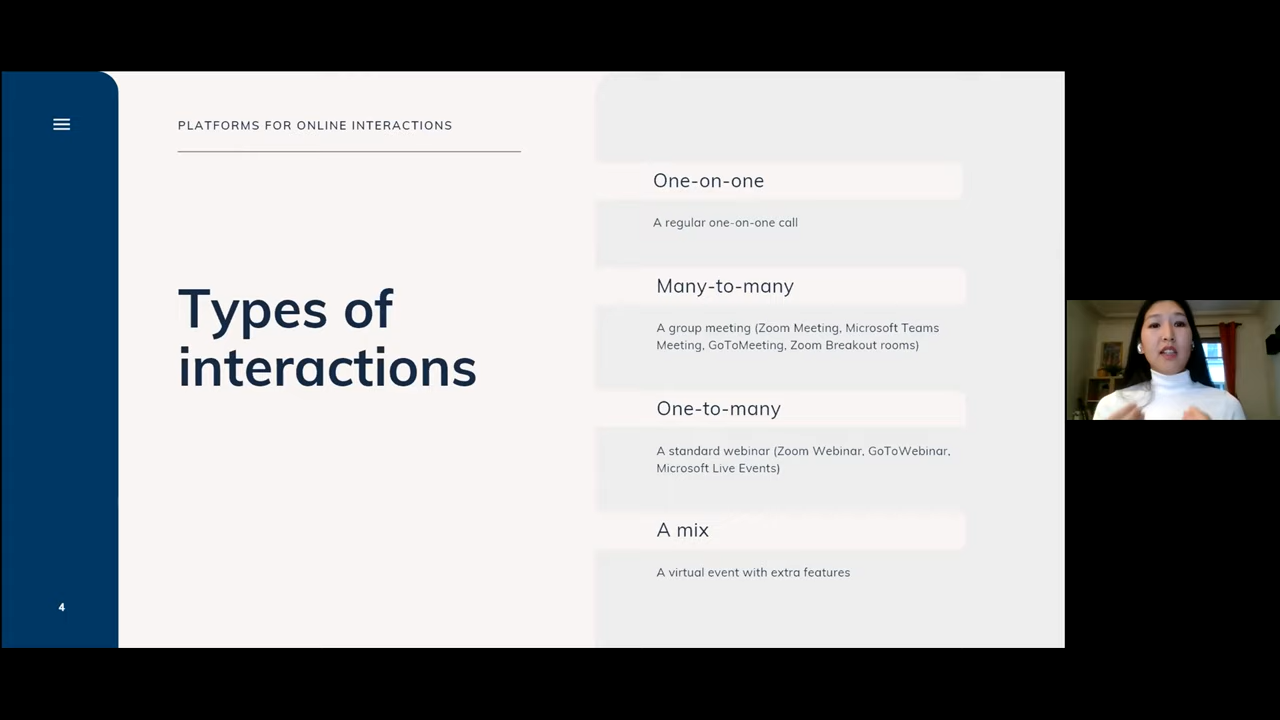 PLATFORMS FOR ONLINE INTERACTIONS
Types of
interactions
4
One-on-one
A regular one-on-one call
Many-to-many
A group meeting (Zoom Meeting, Microsoft Teams
Meeting, GoToMeeting, Zoom Breakout rooms)
One-to-many
A standard webinar (Zoom Webinar, GoToWebinar,
Microsoft Live Events)
A mix
A virtual event with extra features